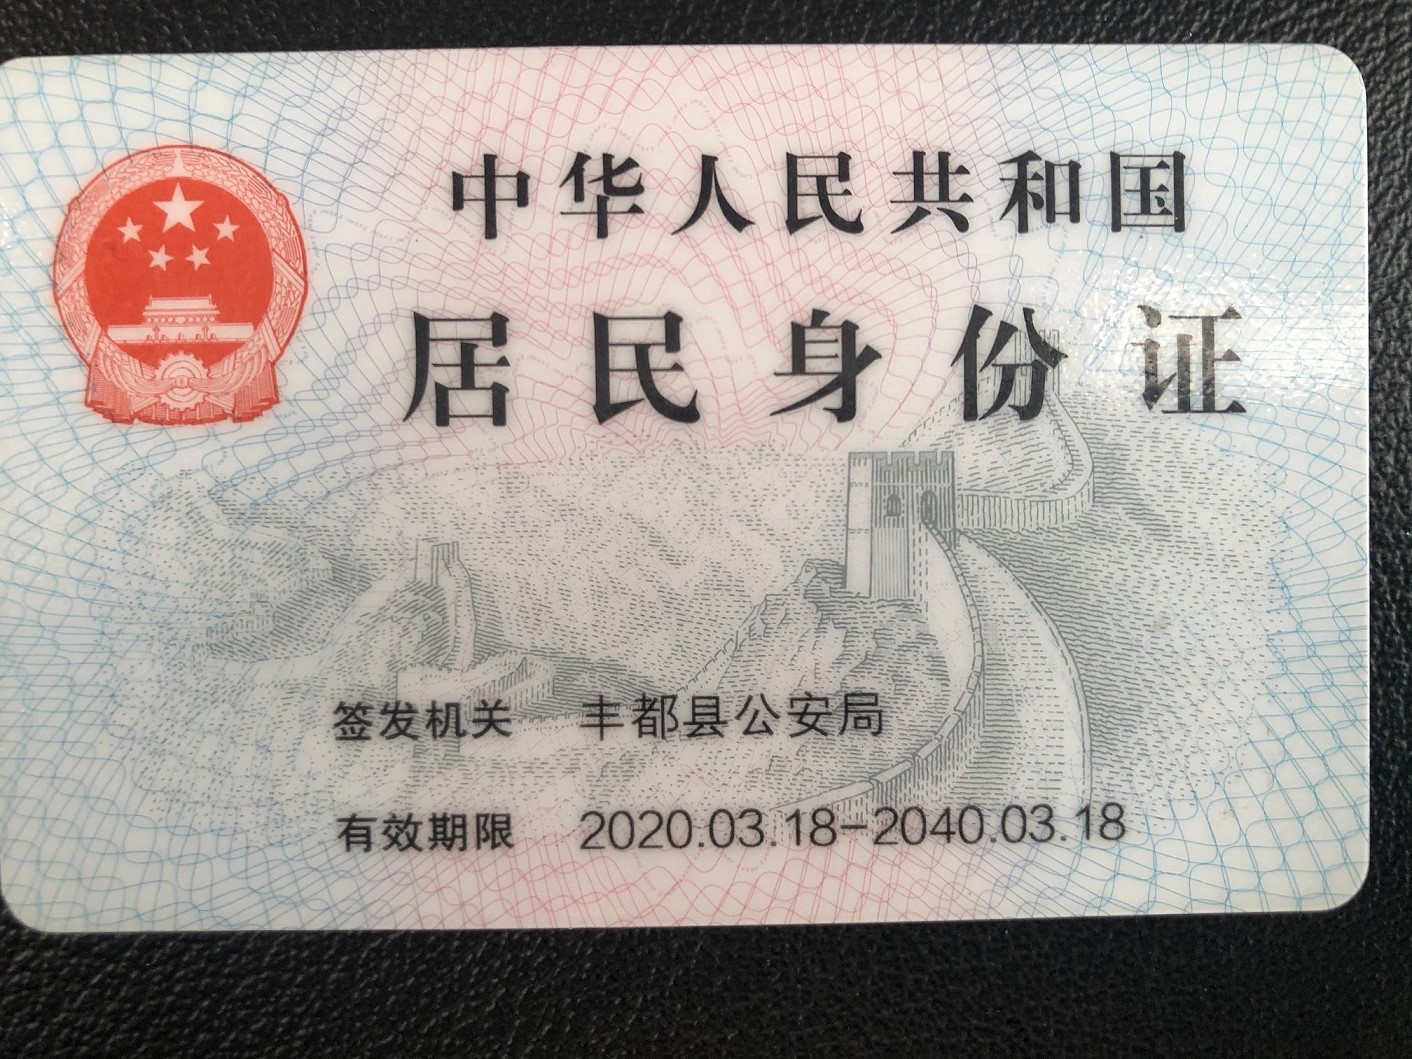 中华人民共和国
居民身份证
签发机关 丰都县公安局
有效期限 2020.03.18-2040.03.18